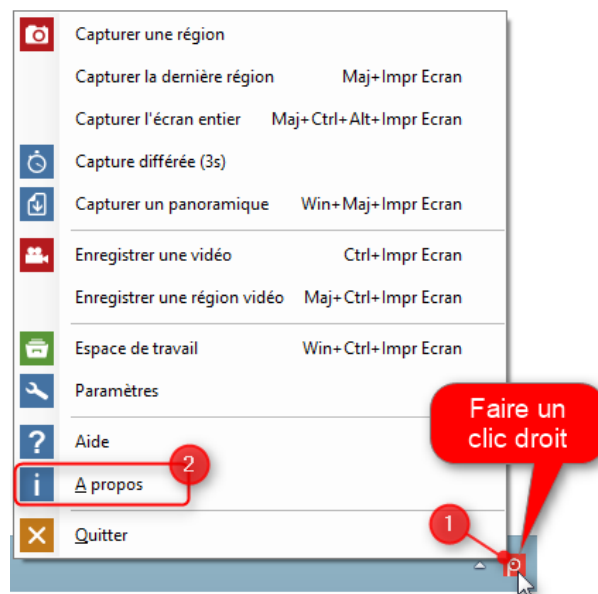 Capturer une région
Capturer la dernière région Maj+Impr Ecran
Capturer l'écran entier Maj+Ctrl+Alt+Impr Ecran
Capture différée (3s)
Capturer un panoramique Win+Maj+Impr Ecran
Enregistrer une vidéo Ctrl+Impr Ecran
Enregistrer une région vidéo Maj+Ctrl+Impr Ecran
Espace de travail Win+Ctrl+Impr Ecran
Paramètres
Faire un
clic droit
? Aide
2
i A propos
1
Quitter